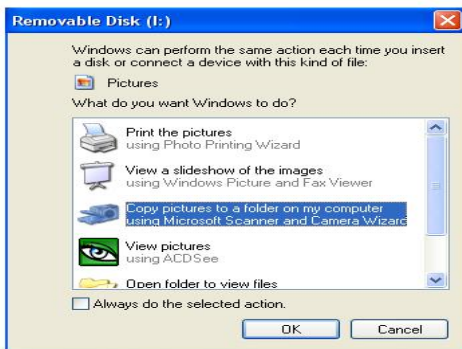 Removable Disk (I:)
Windows can perform the same action each time you insert
a disk or connect a device with this kind of file:
Pictures
What do you want Windows to do?
Print the pictures
using Photo Printing Wizard
View a slideshow of the images
using Windows Picture and Fax Viewer
Copy pictures to a folder on my computer
using Microsoft Scanner and Camera Wizard
View pictures
using ACDSee
Open folder to view files
Always do the selected action.
OK
Cancel